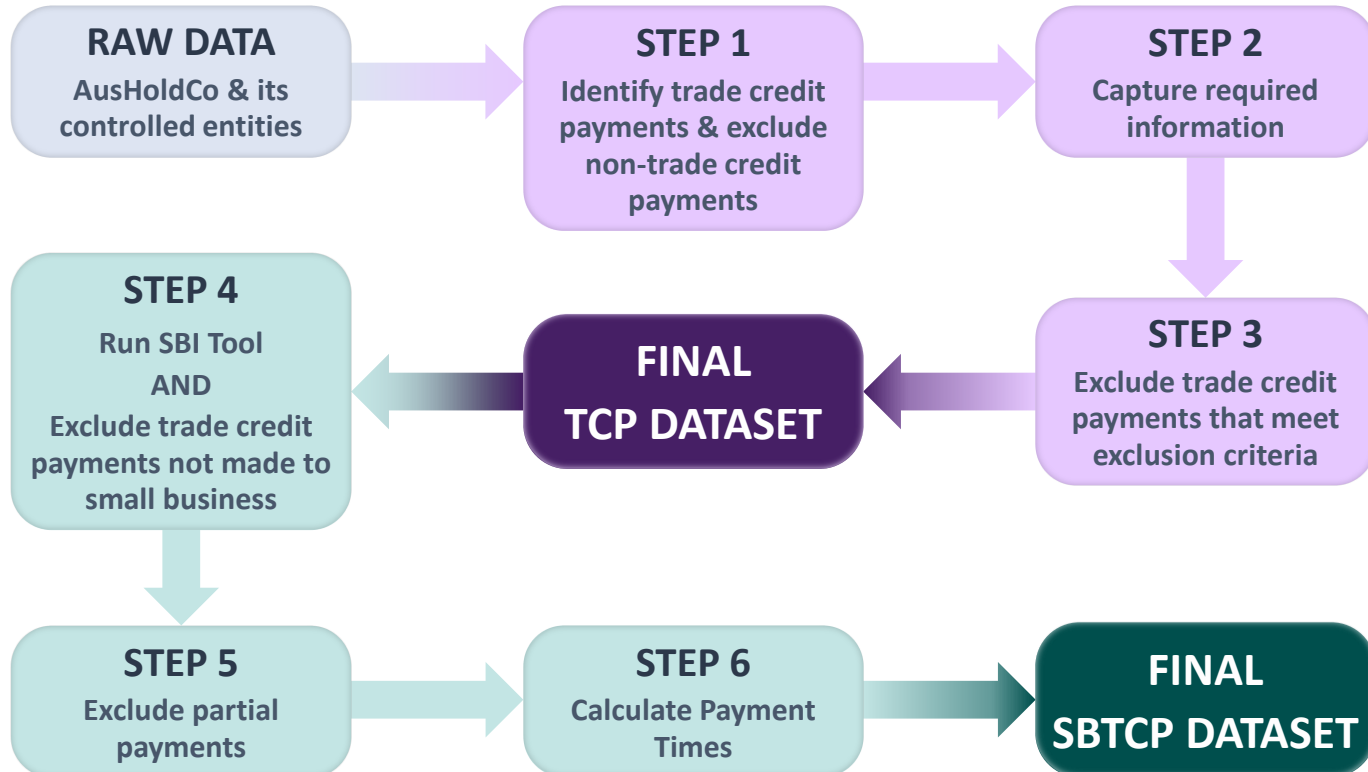 RAW DATA
AusHoldCo & its
controlled entities
STEP 1
Identify trade credit
payments & exclude
non-trade credit
payments
STEP 2
Capture required
information
STEP 3
Exclude trade credit
payments that meet
exclusion criteria
FINAL
TCP DATASET
STEP 4
Run SBI Tool
AND
Exclude trade credit
payments not made to
small business
STEP 5
Exclude partial
payments
STEP 6
Calculate Payment
Times
FINAL
SBTCP DATASET